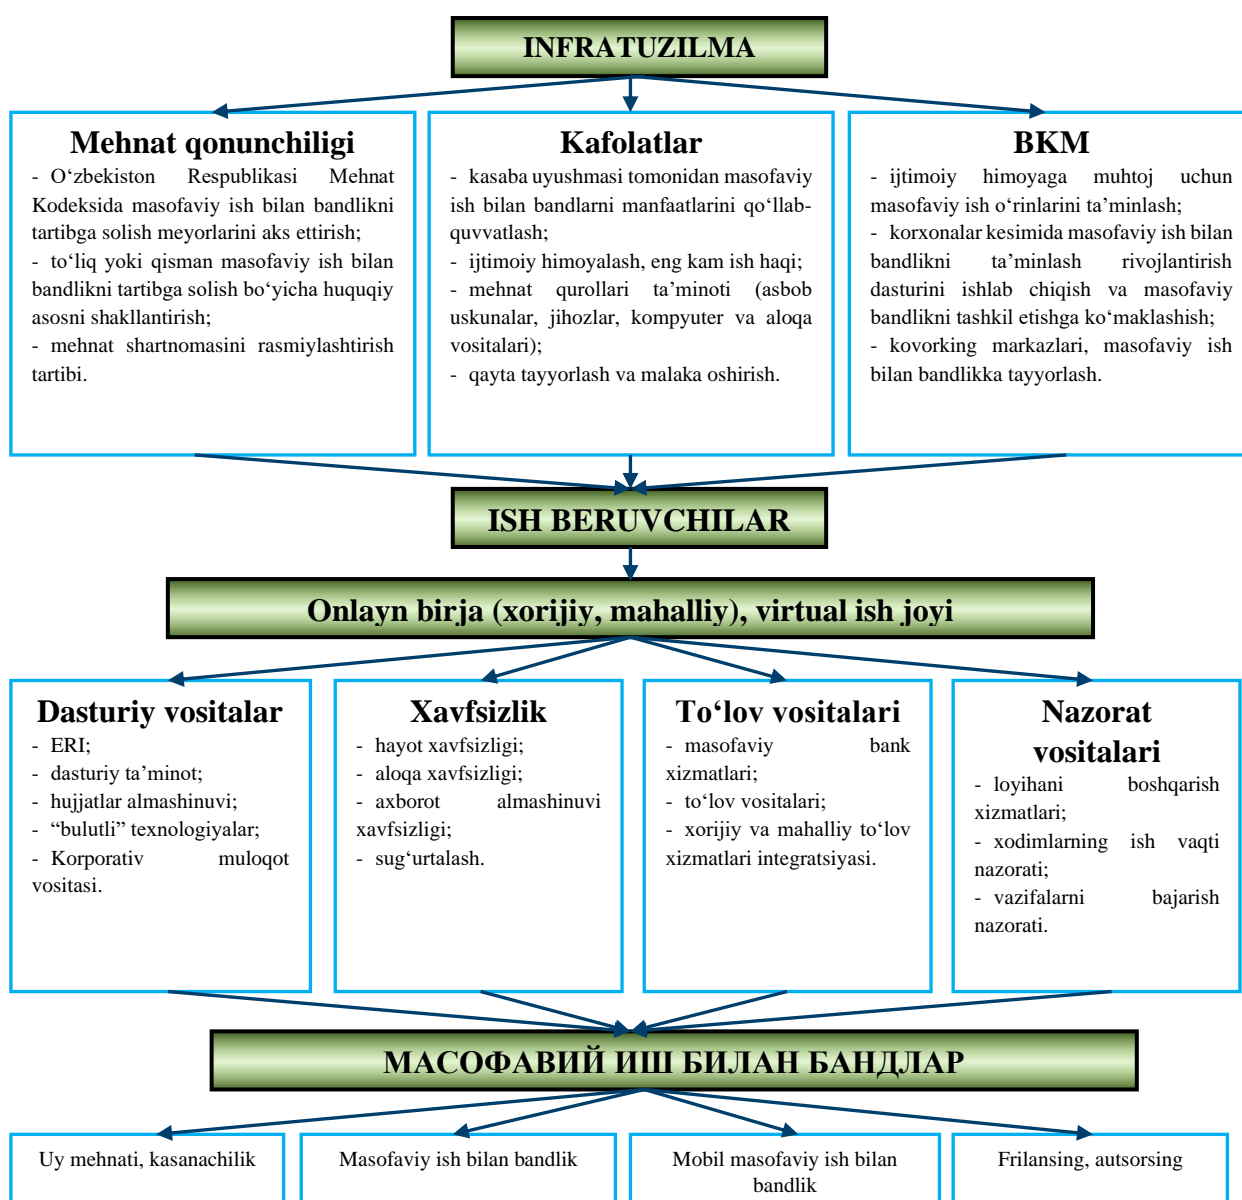 INFRATUZILMA
Mehnat qonunchiligi
- O‘zbekiston Respublikasi Mehnat
Kodeksida masofaviy ish bilan bandlikni
tartibga solish meyorlarini aks ettirish;
- to‘liq yoki qisman masofaviy ish bilan
bandlikni tartibga solish bo‘yicha huquqiy
asosni shakllantirish;
- mehnat shartnomasini rasmiylashtirish
tartibi.
Kafolatlar
- kasaba uyushmasi tomonidan masofaviy
ish bilan bandlarni manfaatlarini qo‘llab-
quvvatlash;
- ijtimoiy himoyalash, eng kam ish haqi;
- mehnat qurollari ta’minoti (asbob
uskunalar, jihozlar, kompyuter va aloqa
vositalari);
- qayta tayyorlash va malaka oshirish.
BKM
- ijtimoiy himoyaga muhtoj uchun
masofaviy ish o‘rinlarini ta’minlash;
- korxonalar kesimida masofaviy ish bilan
bandlikni ta’minlash rivojlantirish
dasturini ishlab chiqish va masofaviy
bandlikni tashkil etishga ko‘maklashish;
- kovorking markazlari, masofaviy ish
bilan bandlikka tayyorlash.
ISH BERUVCHILAR
Onlayn birja (xorijiy, mahalliy), virtual ish joyi
Dasturiy vositalar
- ERI;
- dasturiy ta’minot;
- hujjatlar almashinuvi;
- “bulutli” texnologiyalar;
- Korporativ muloqot
vositasi.
Xavfsizlik
- hayot xavfsizligi;
- aloqa xavfsizligi;
- axborot almashinuvi
xavfsizligi;
- sug‘urtalash.
To‘lov vositalari
- masofaviy bank
xizmatlari;
- to‘lov vositalari;
- xorijiy va mahalliy to‘lov
xizmatlari integratsiyasi.
Nazorat
vositalari
- loyihani boshqarish
xizmatlari;
- xodimlarning ish vaqti
nazorati;
- vazifalarni bajarish
nazorati.
МАСОФАВИЙ ИШ БИЛАН БАНДЛАР
Uy mehnati, kasanachilik
Masofaviy ish bilan bandlik
Mobil masofaviy ish bilan
bandlik
Frilansing, autsorsing